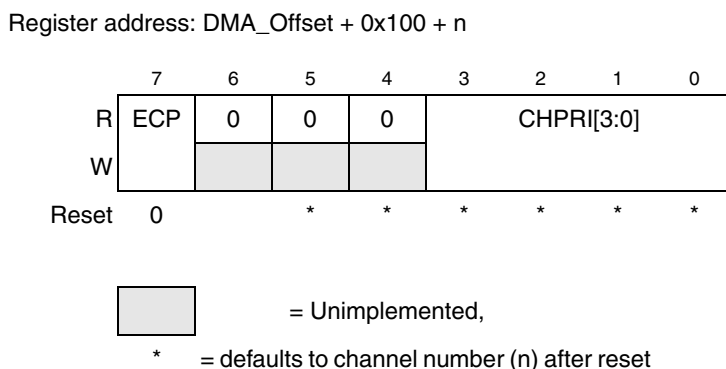 Register address: DMA_Offset + 0x100 + n
7 6 5 4 3 2 1 0
R ECP 0 0 0 CHPRI[3:0]
W
Reset 0 * * * * * *
= Unimplemented,
* = defaults to channel number (n) after reset